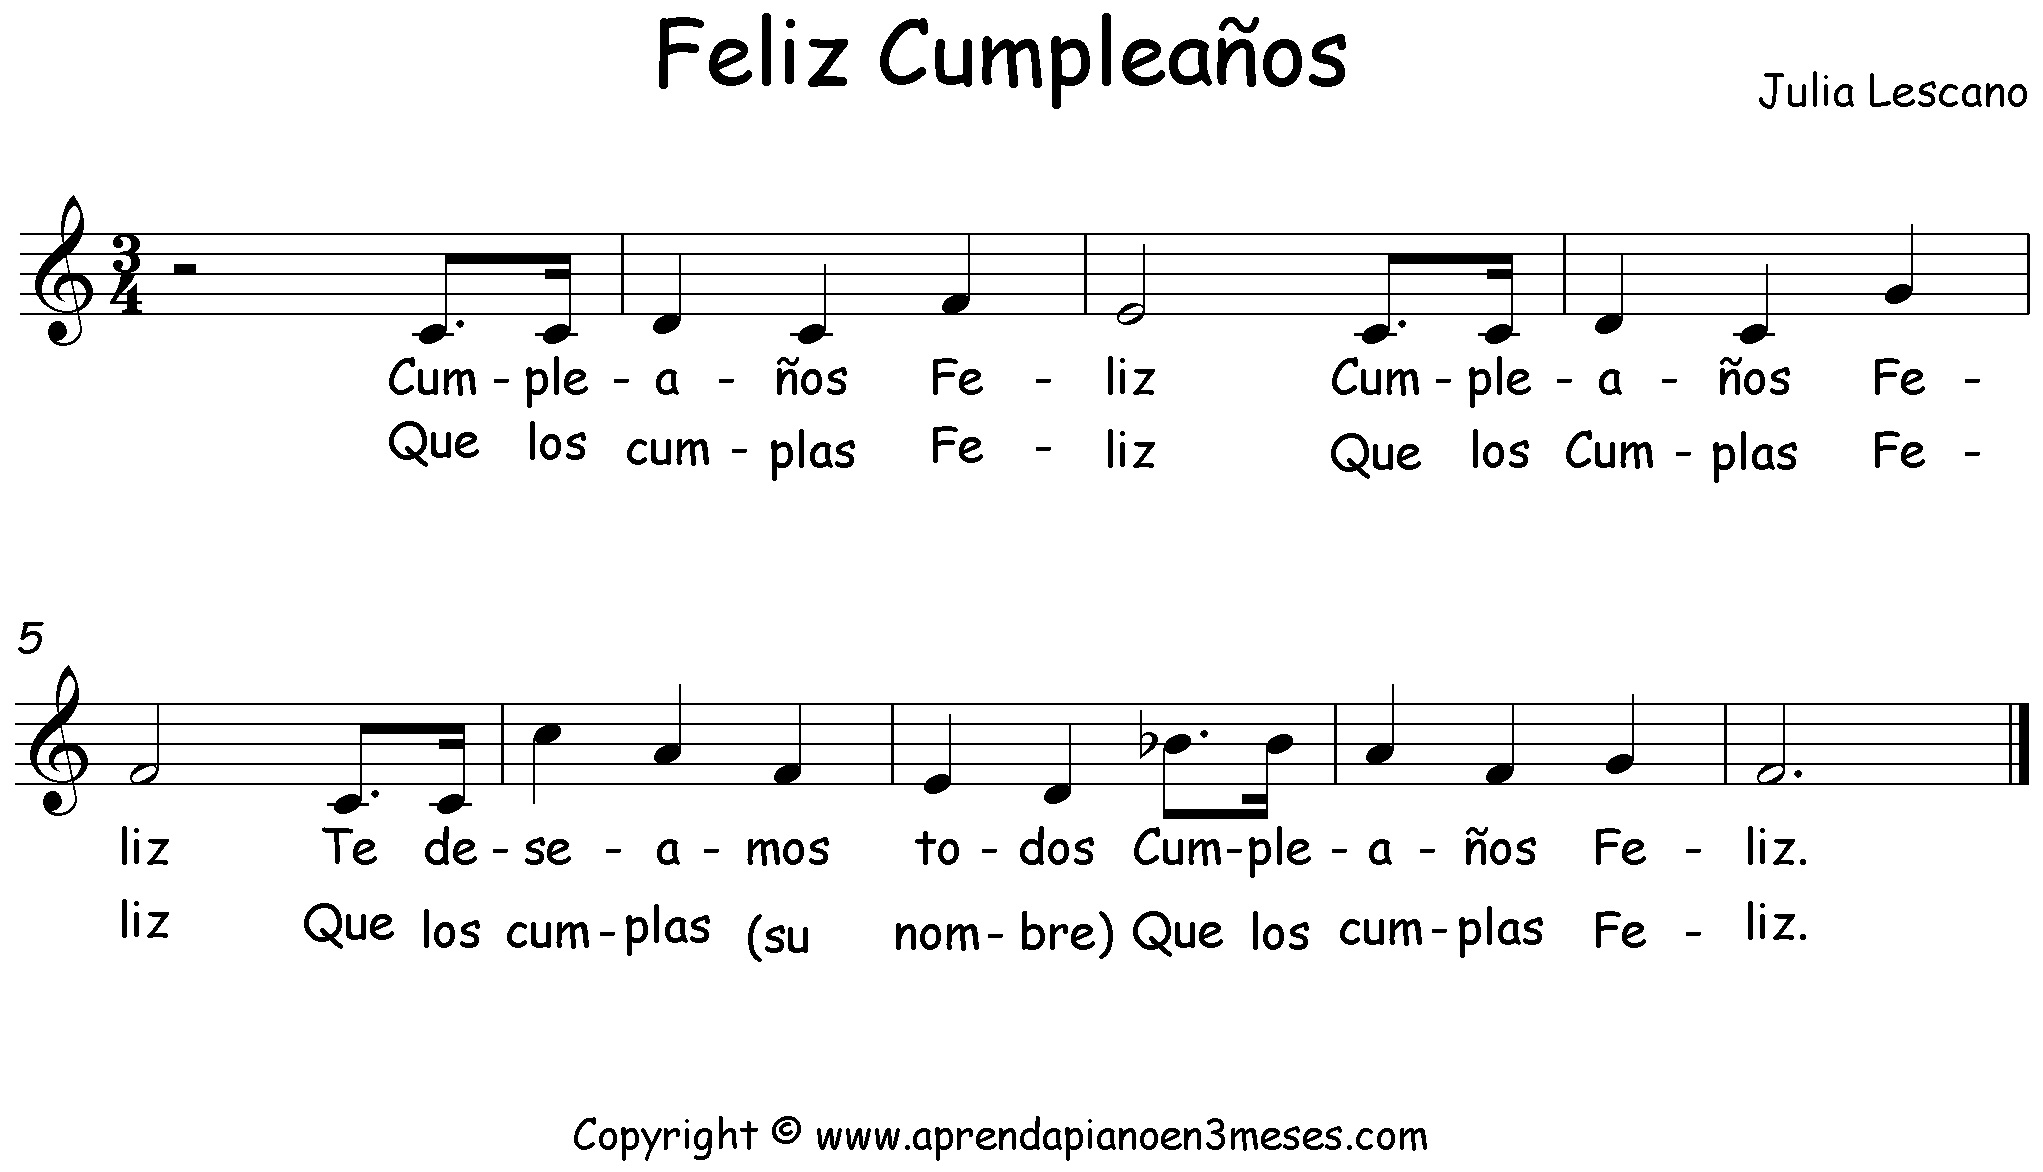 Feliz Cumpleaños
Julia Lescano
3
4
Cum - ple - a - ños Fe - liz Cum - ple - a - ños Fe -
Que los cum - plas Fe - liz Que los Cum - plas Fe -
5
liz Te de - se - a - mos to - dos Cum - ple - a - ños Fe - liz.
liz Que los cum - plas (su nom - bre) Que los cum - plas Fe - liz.
Copyright © www.aprendapianoen3meses.com